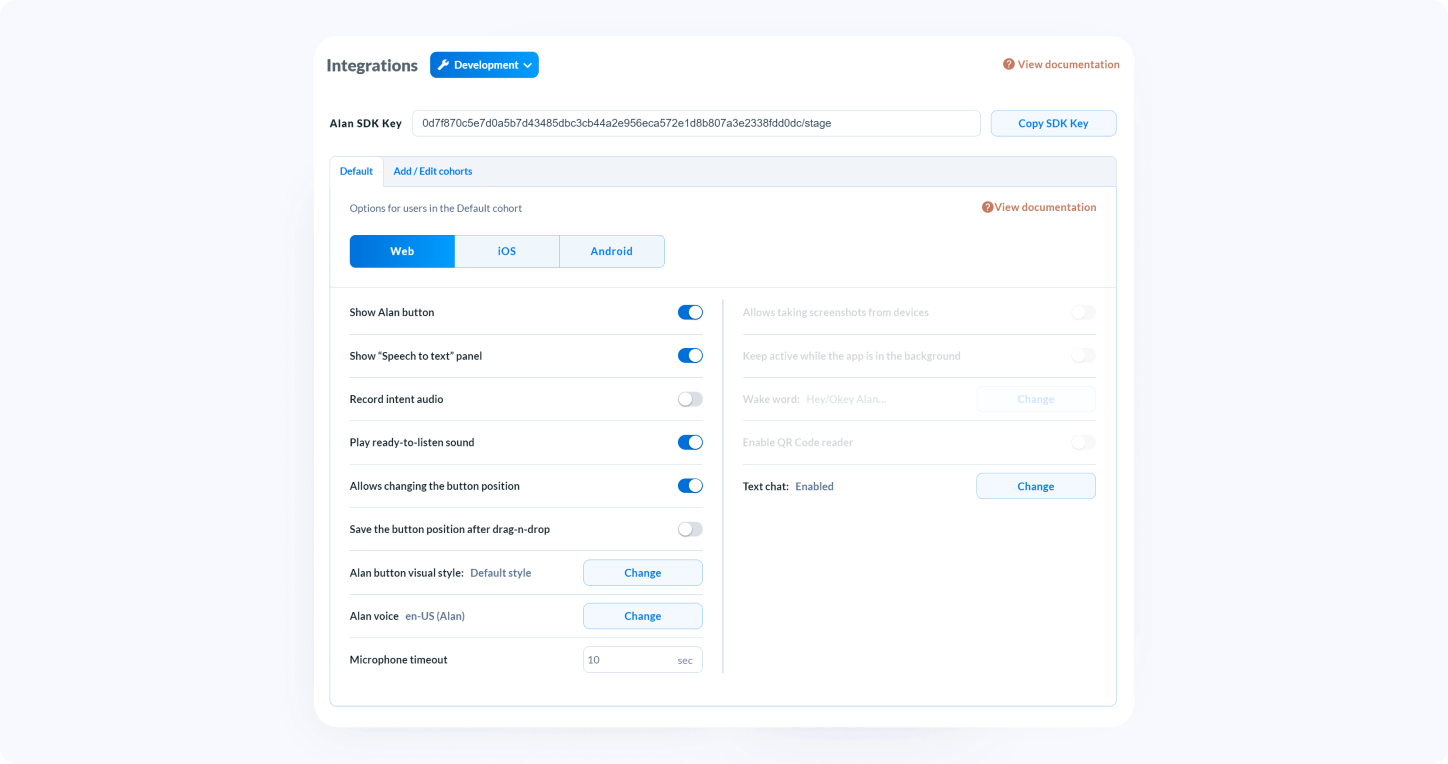 Integrations Development View documentation
Alan SDK Key 0d7f870c5e7d0a5b7d43485dbc3cb44a2e956eca572e1d8b807a3e2338fdd0dc/stage Copy SDK Key
Default Add / Edit cohorts
Options for users in the Default cohort View documentation
Web iOS Android
Show Alan button
Show “Speech to text” panel
Record intent audio
Play ready-to-listen sound
Allows changing the button position
Save the button position after drag-n-drop
Alan button visual style: Default style Change
Alan voice en-US (Alan) Change
Microphone timeout 10 sec
Allows taking screenshots from devices
Keep active while the app is in the background
Wake word: Hey/Okey Alan... Change
Enable QR Code reader
Text chat: Enabled Change